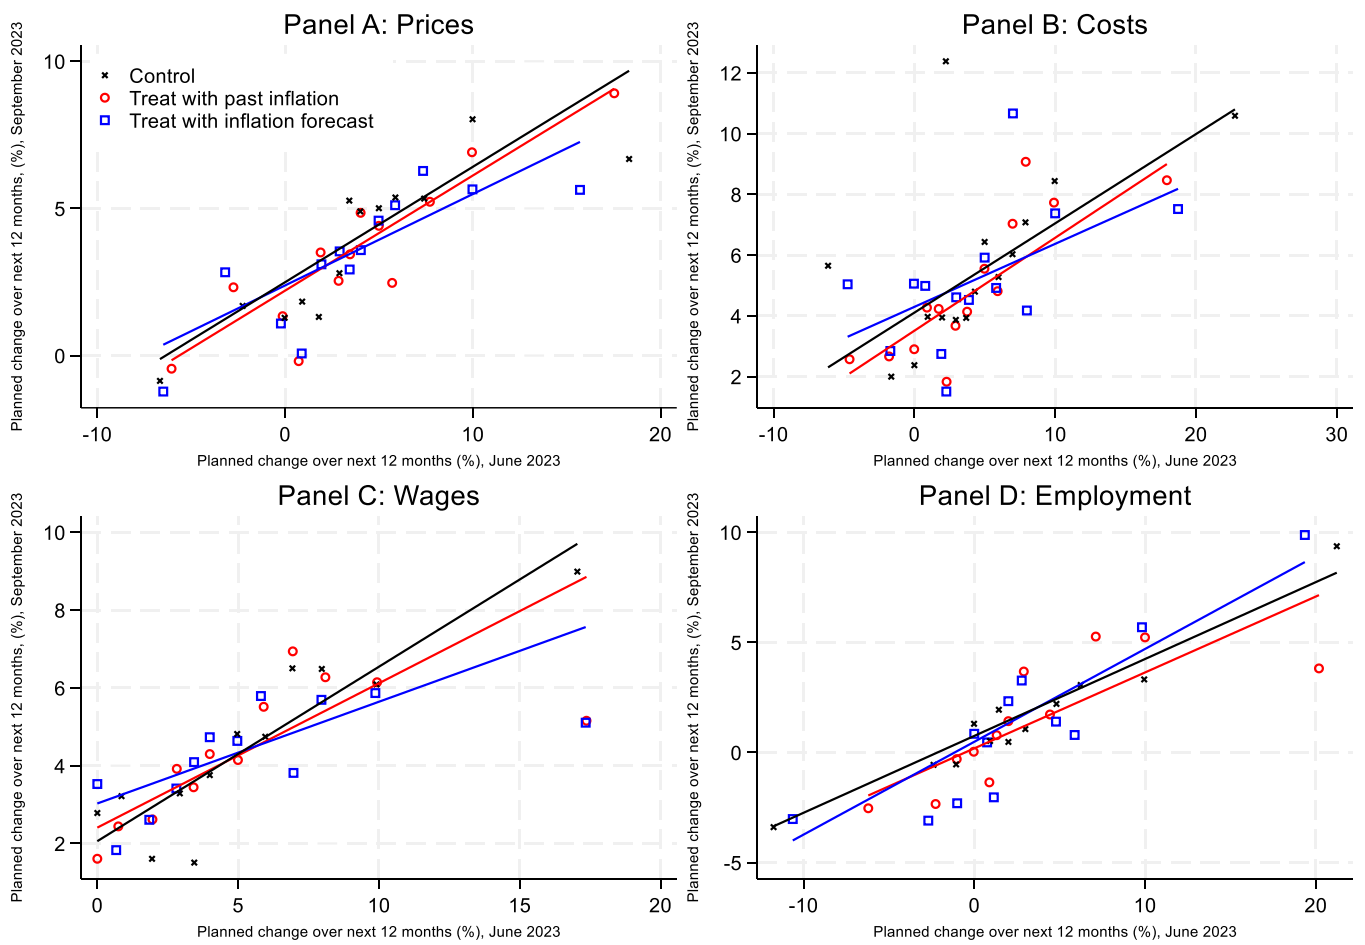 Panel A: Prices
Planned change over next 12 months, (%), September 2023
10
5
0
Control
Treat with past inflation
Treat with inflation forecast
-10
0
10
20
Planned change over next 12 months (%), June 2023
Panel B: Costs
Planned change over next 12 months, (%), September 2023
12
10
8
6
4
2
-10
0
10
20
30
Planned change over next 12 months (%), June 2023
Panel C: Wages
Planned change over next 12 months, (%), September 2023
10
8
6
4
2
0
5
10
15
20
Planned change over next 12 months (%), June 2023
Panel D: Employment
Planned change over next 12 months, (%), September 2023
10
5
0
-5
-10
0
10
20
Planned change over next 12 months (%), June 2023